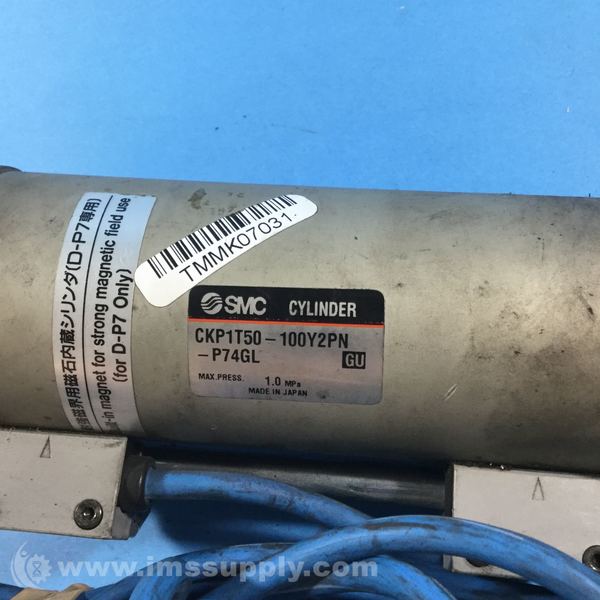 強磁界用磁石内蔵シリンダ(D-P7専用)
Built-in magnet for strong magnetic field use
(for D-P7 Only)
TMMK07031.
SMC CYLINDER
CKP1T50-100Y2PN
-P74GL GU
MAX.PRESS. 1.0 MPa
MADE IN JAPAN
© www.imssupply.com